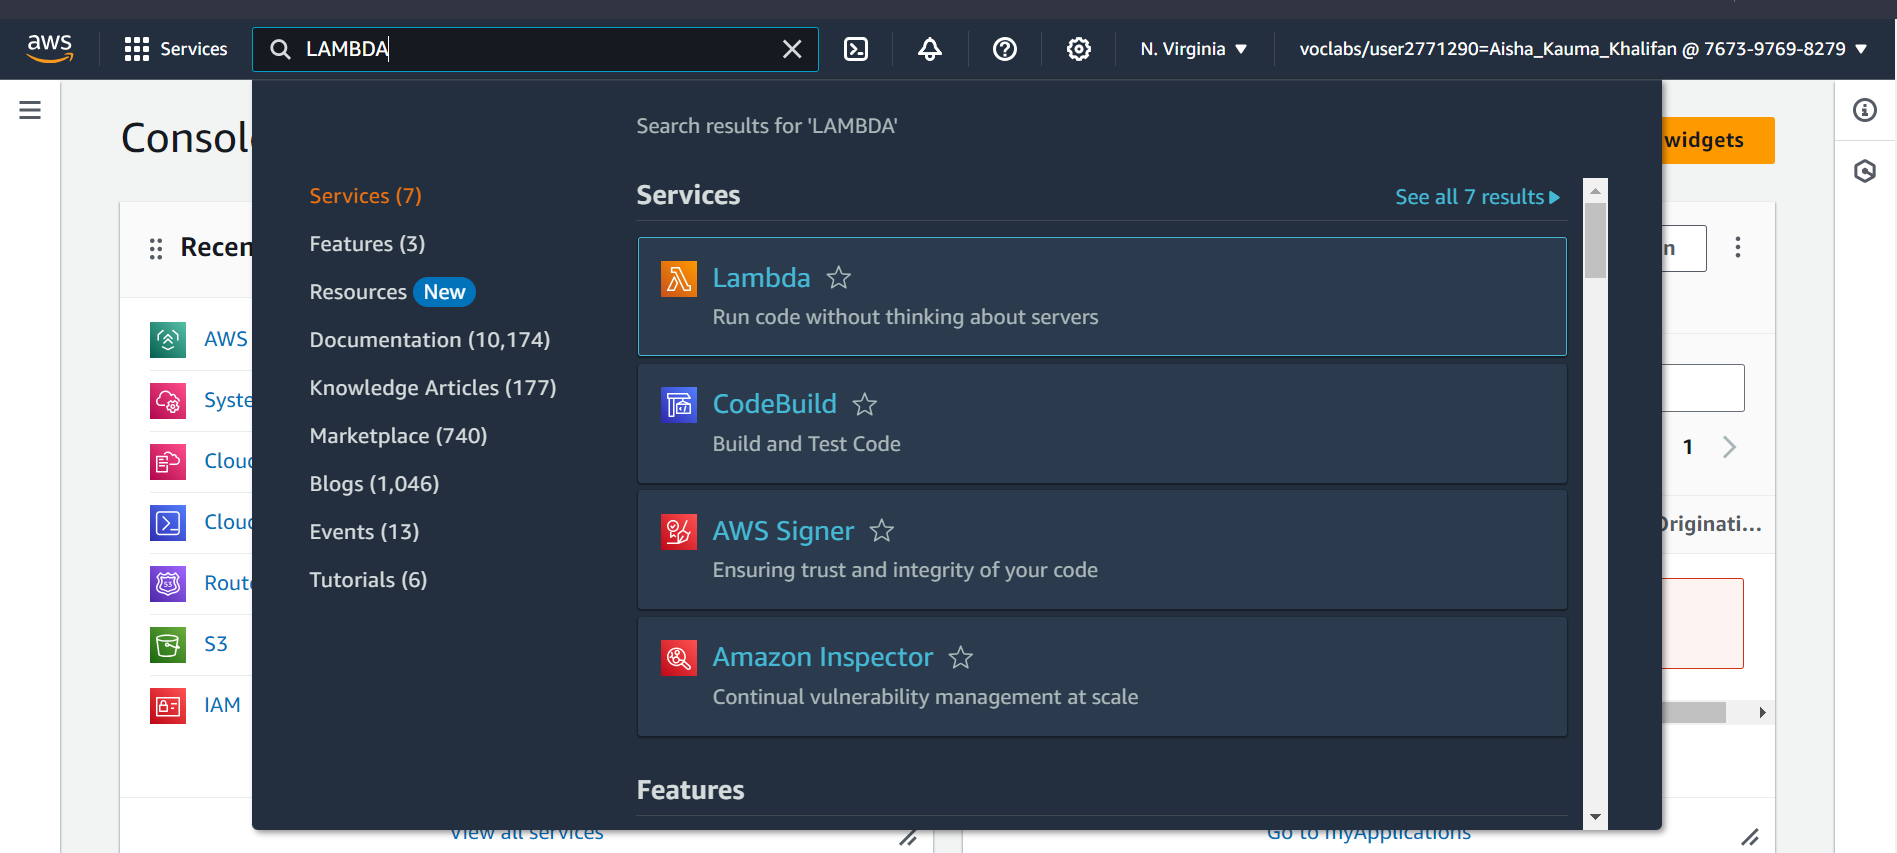 aws
Services
LAMBDA
N. Virginia
voclabs/user2771290=Aisha_Kauma_Khalifan @ 7673-9769-8279
Consol
widgets
Search results for 'LAMBDA'
Services (7)
Features (3)
Resources New
Documentation (10,174)
Knowledge Articles (177)
Marketplace (740)
Blogs (1,046)
Events (13)
Tutorials (6)
Services
See all 7 results
Lambda
Run code without thinking about servers
CodeBuild
Build and Test Code
AWS Signer
Ensuring trust and integrity of your code
Amazon Inspector
Continual vulnerability management at scale
Features
Recen
AWS
Syste
Clou
Clou
Route
S3
IAM
n
1
Originati...
View all services
Go to myApplications